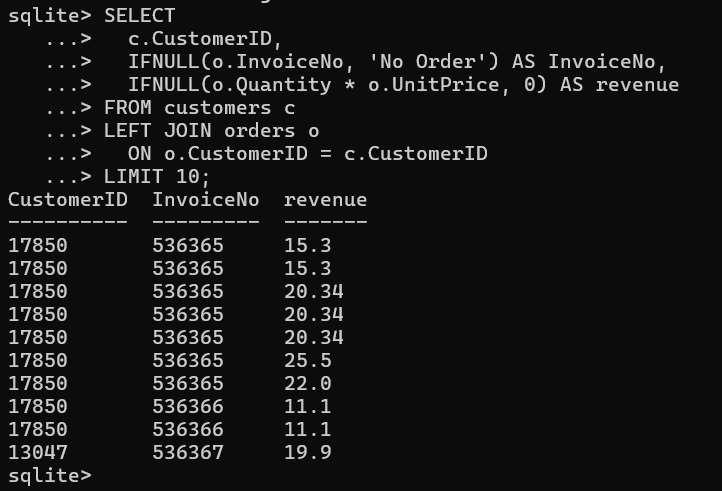 sqlite> SELECT
   ...>   c.CustomerID,
   ...>   IFNULL(o.InvoiceNo, 'No Order') AS InvoiceNo,
   ...>   IFNULL(o.Quantity * o.UnitPrice, 0) AS revenue
   ...> FROM customers c
   ...> LEFT JOIN orders o
   ...>   ON o.CustomerID = c.CustomerID
   ...> LIMIT 10;
CustomerID  InvoiceNo  revenue
----------  ---------  -------
17850       536365     15.3
17850       536365     15.3
17850       536365     20.34
17850       536365     20.34
17850       536365     20.34
17850       536365     25.5
17850       536365     22.0
17850       536366     11.1
17850       536366     11.1
13047       536367     19.9
sqlite>